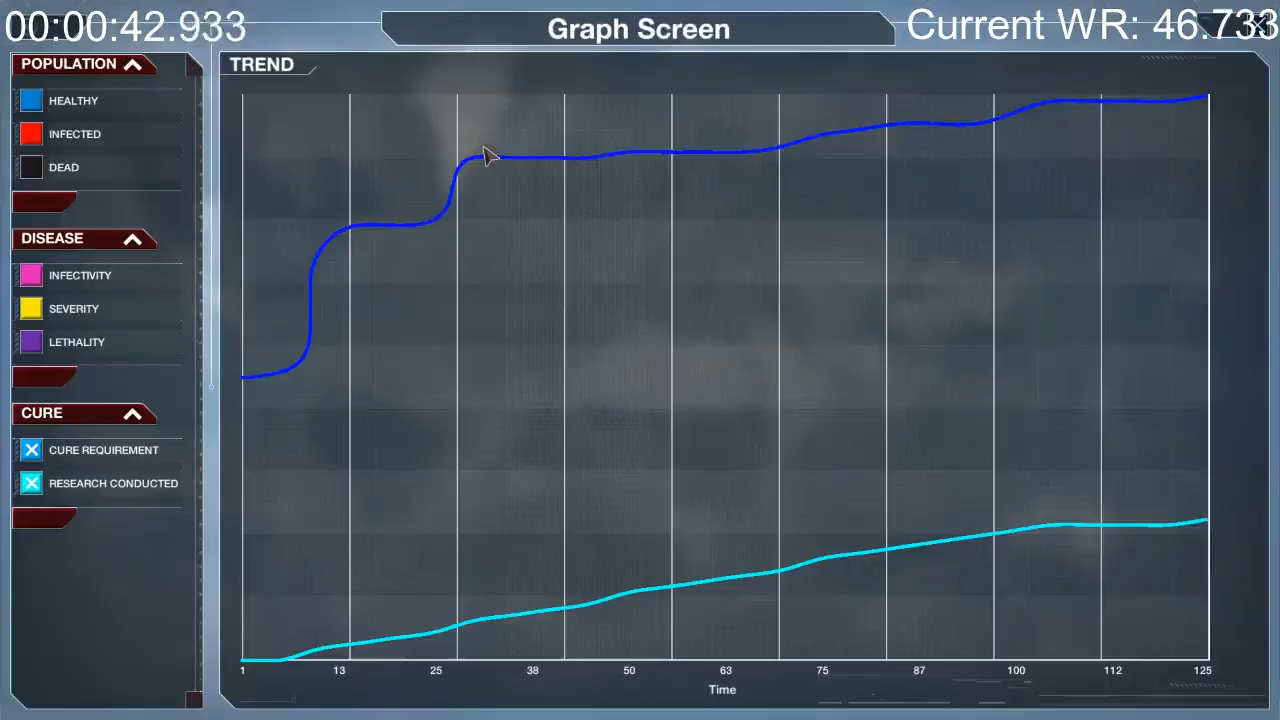 00:00:42.933
Graph Screen
Current WR: 46.733
POPULATION
HEALTHY
INFECTED
DEAD
DISEASE
INFECTIVITY
SEVERITY
LETHALITY
CURE
CURE REQUIREMENT
RESEARCH CONDUCTED
TREND
1 13 25 38 50 63 75 87 100 112 125
Time